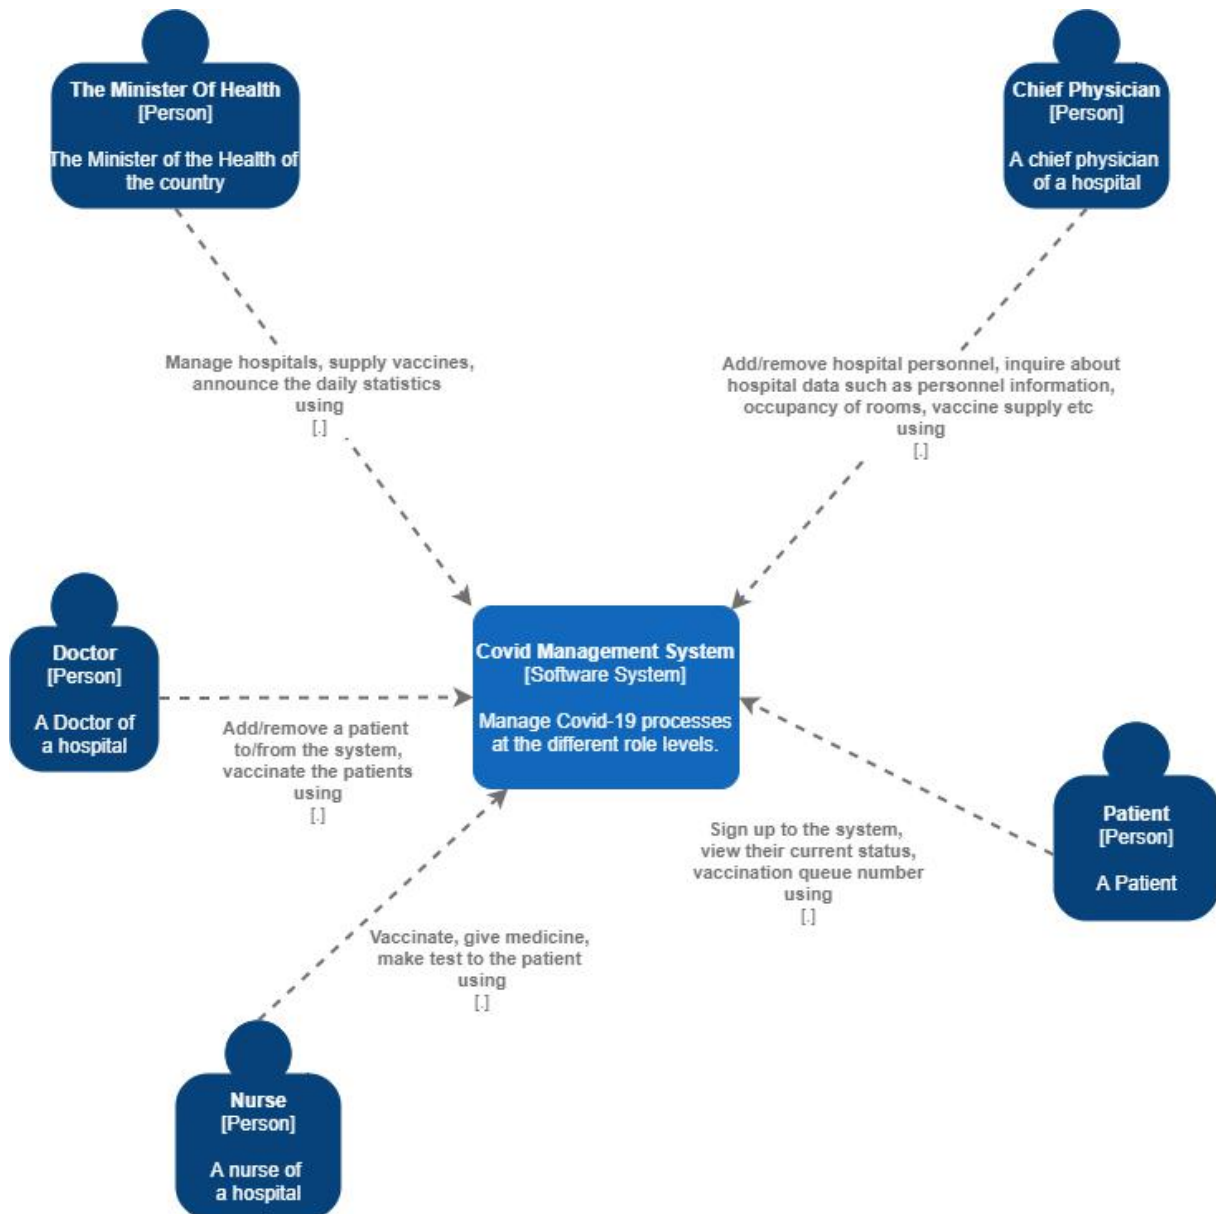 The Minister Of Health
[Person]
The Minister of the Health of
the country
Chief Physician
[Person]
A chief physician
of a hospital
Manage hospitals, supply vaccines,
announce the daily statistics
using
[.]
Add/remove hospital personnel, inquire about
hospital data such as personnel information,
occupancy of rooms, vaccine supply etc
using
[.]
Doctor
[Person]
A Doctor of
a hospital
Add/remove a patient
to/from the system,
vaccinate the patients
using
[.]
Covid Management System
[Software System]
Manage Covid-19 processes
at the different role levels.
Patient
[Person]
A Patient
Sign up to the system,
view their current status,
vaccination queue number
using
[.]
Vaccinate, give medicine,
make test to the patient
using
[.]
Nurse
[Person]
A nurse of
a hospital